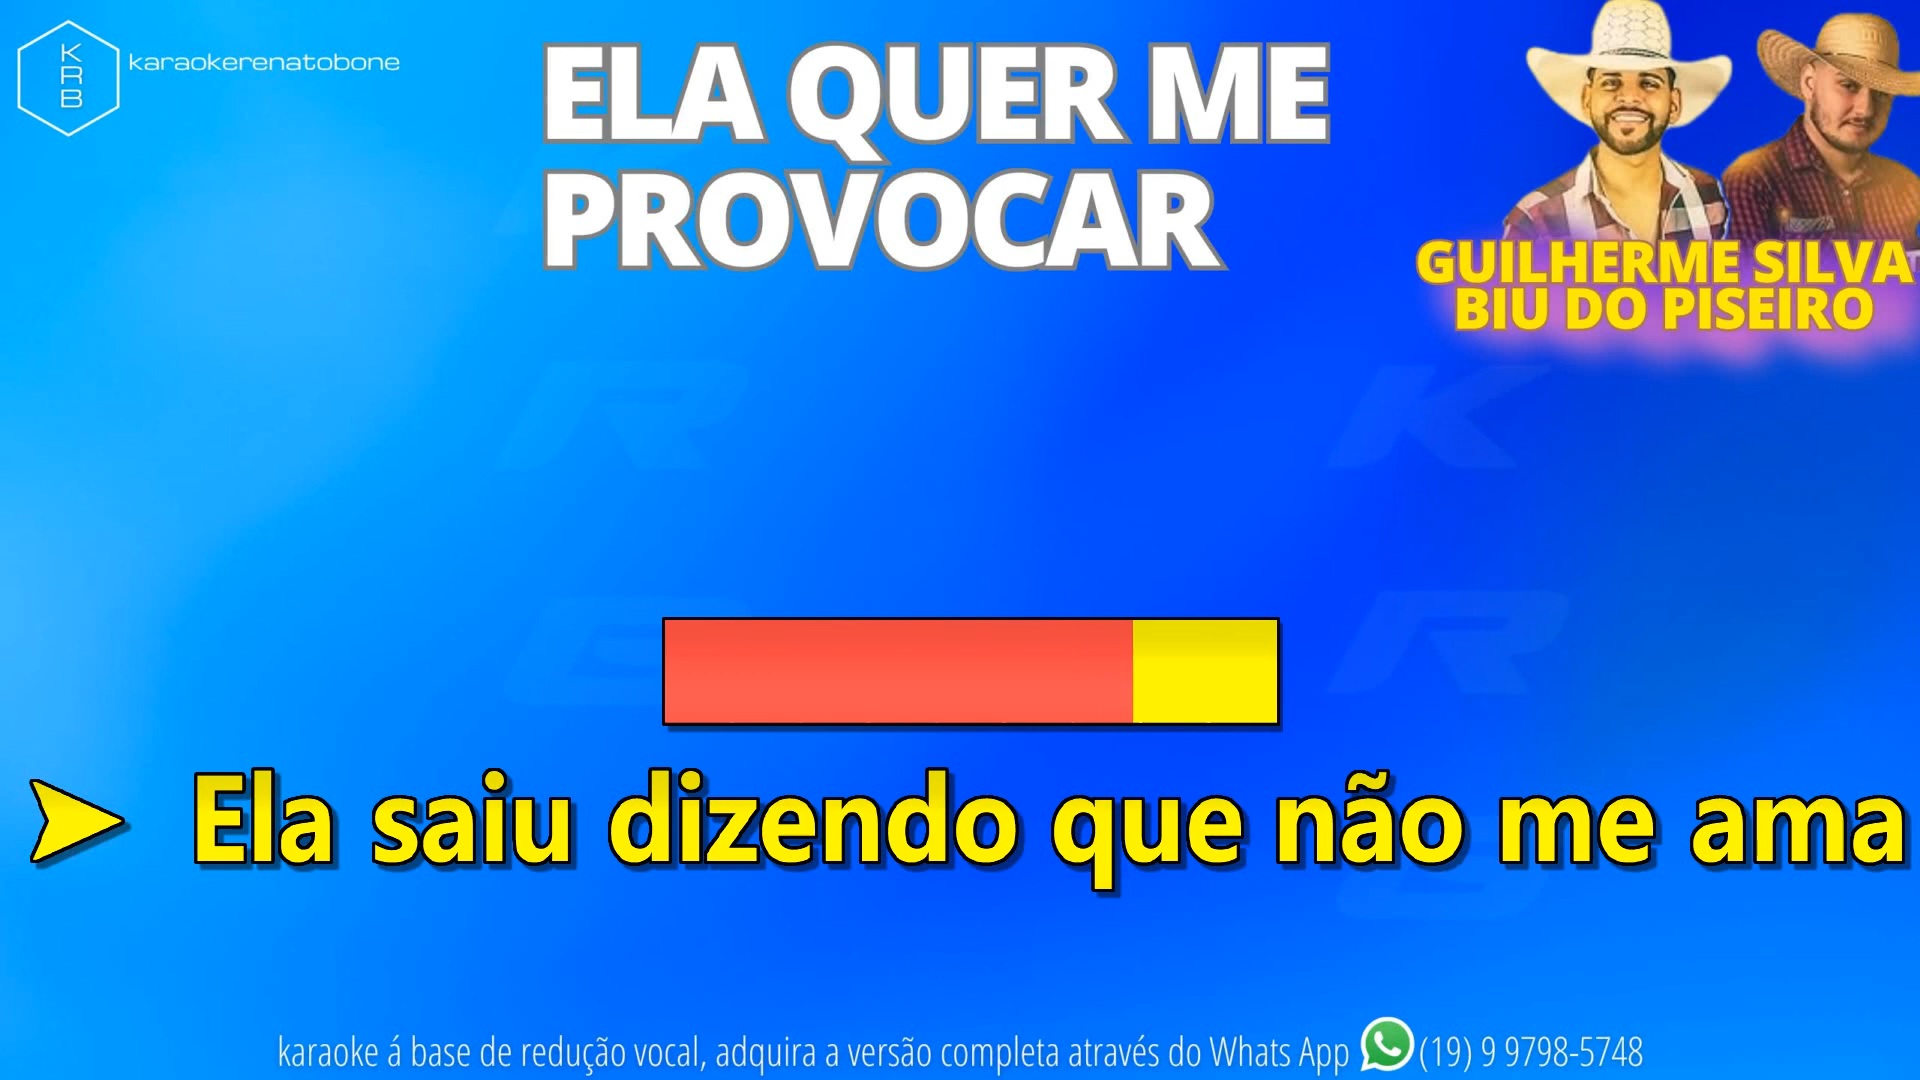 KRB
karaokerenatobone
ELA QUER ME
PROVOCAR
GUILHERME SILVA
BIU DO PISEIRO
➤ Ela saiu dizendo que não me ama
karaoke á base de redução vocal, adquira a versão completa através do Whats App (19) 9 9798-5748